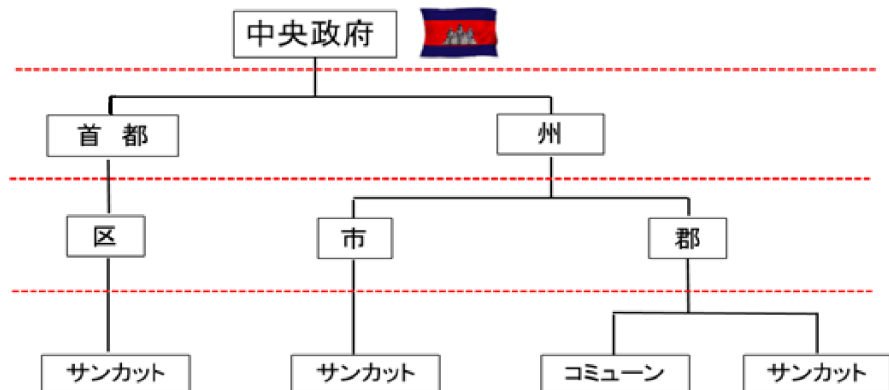 中央政府
首 都
州
区
市
郡
サンカット
サンカット
コミューン
サンカット